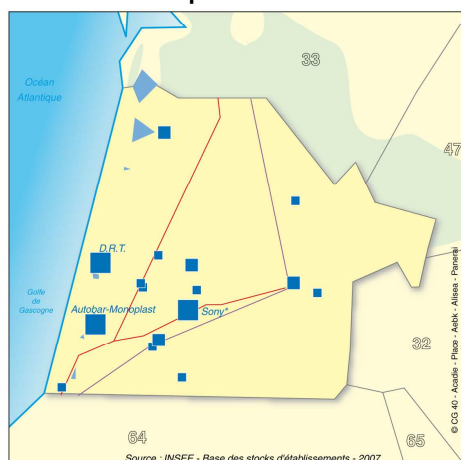 33
Océan
Atlantique
47
D.R.T.
Golfe
de
Gascogne
Autobar-Monoplast
Sony*
32
64
65
Source : INSEE - Base des stocks d'établissements - 2007
© CG 40 - Acadie - Place - Aebk - Alisea - Panerai